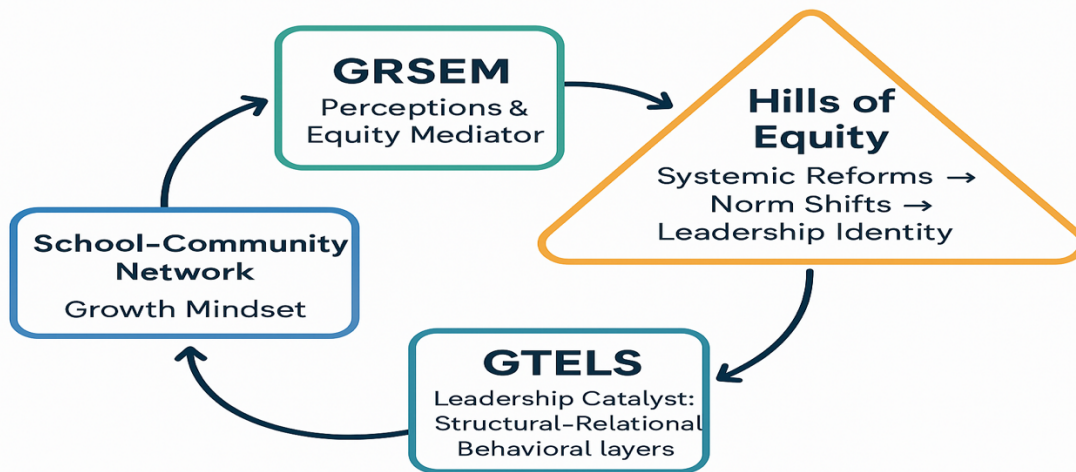 GRSEM
Perceptions &
Equity Mediator
Hills of
Equity
Systemic Reforms →
Norm Shifts →
Leadership Identity
School-Community
Network
Growth Mindset
GTELS
Leadership Catalyst:
Structural-Relational
Behavioral layers